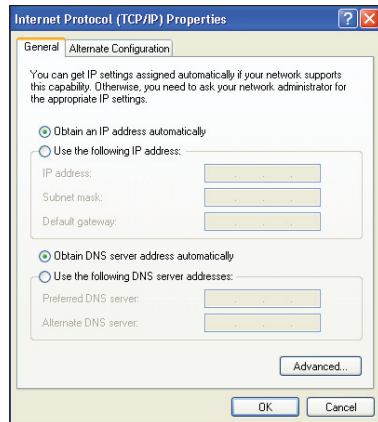 Internet Protocol (TCP/IP) Properties
General
Alternate Configuration
You can get IP settings assigned automatically if your network supports
this capability. Otherwise, you need to ask your network administrator for
the appropriate IP settings.
Obtain an IP address automatically
Use the following IP address:
IP address:
Subnet mask:
Default gateway:
Obtain DNS server address automatically
Use the following DNS server addresses:
Preferred DNS server:
Alternate DNS server:
Advanced...
OK
Cancel